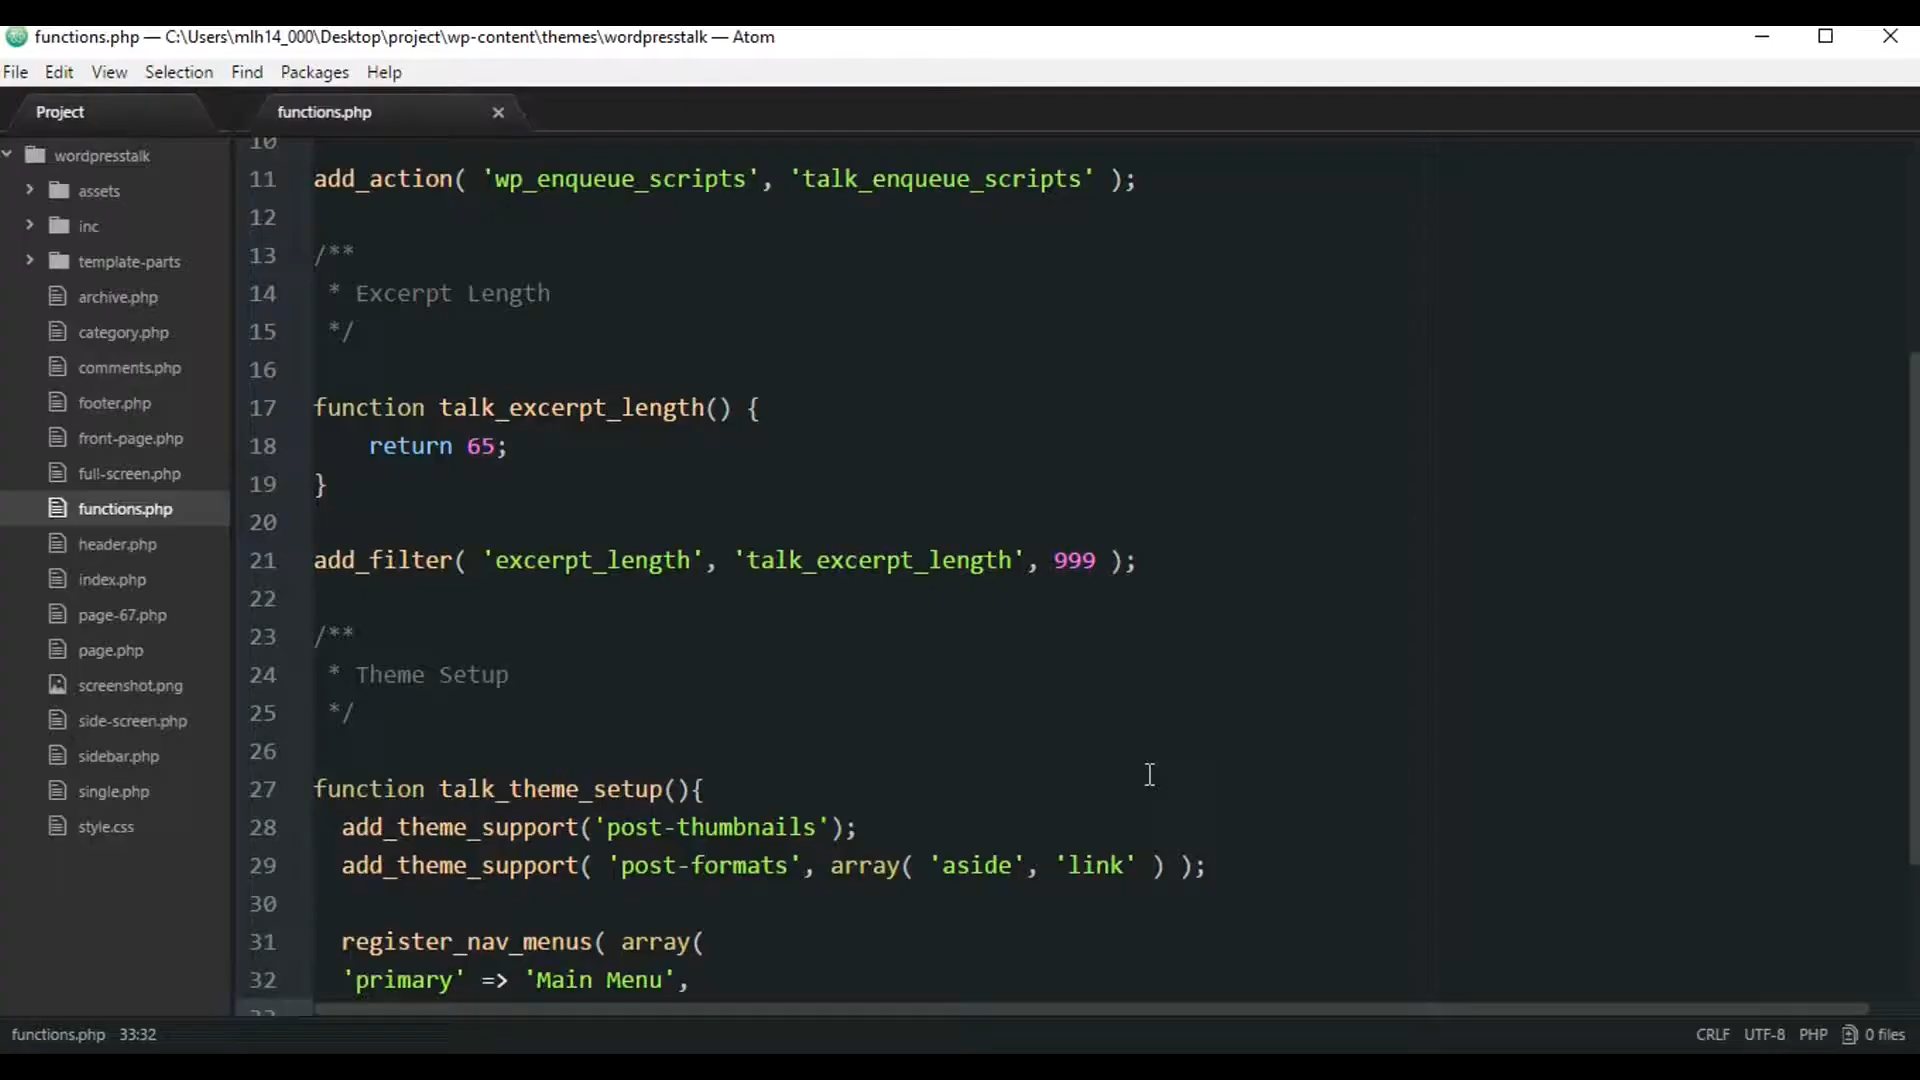 functions.php — C:\Users\mlh14_000\Desktop\project\wp-content\themes\wordpresstalk — Atom
File Edit View Selection Find Packages Help
Project
functions.php
wordpresstalk
assets
inc
template-parts
archive.php
category.php
comments.php
footer.php
front-page.php
full-screen.php
functions.php
header.php
index.php
page-67.php
page.php
screenshot.png
side-screen.php
sidebar.php
single.php
style.css
10
11 add_action( 'wp_enqueue_scripts', 'talk_enqueue_scripts' );
12
13 /**
14 * Excerpt Length
15 */
16
17 function talk_excerpt_length() {
18 return 65;
19 }
20
21 add_filter( 'excerpt_length', 'talk_excerpt_length', 999 );
22
23 /**
24 * Theme Setup
25 */
26
27 function talk_theme_setup(){
28 add_theme_support('post-thumbnails');
29 add_theme_support( 'post-formats', array( 'aside', 'link' ) );
30
31 register_nav_menus( array(
32 'primary' => 'Main Menu',
33
functions.php 33:32
CRLF UTF-8 PHP 0 files